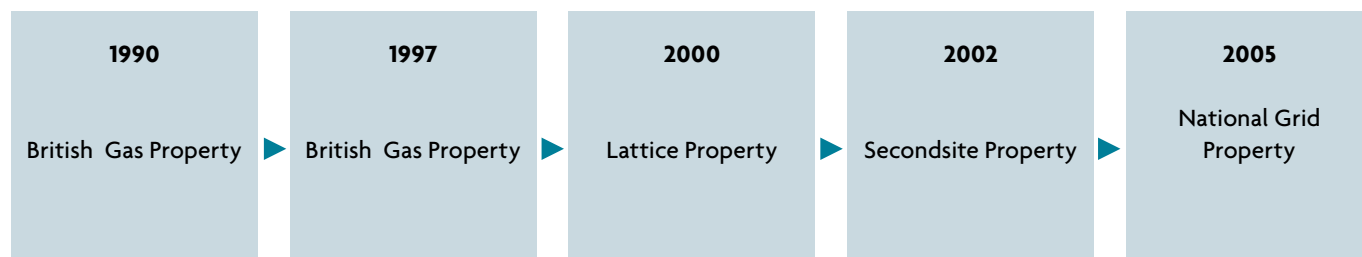 1990
British Gas Property
1997
British Gas Property
2000
Lattice Property
2002
Secondsite Property
2005
National Grid
Property